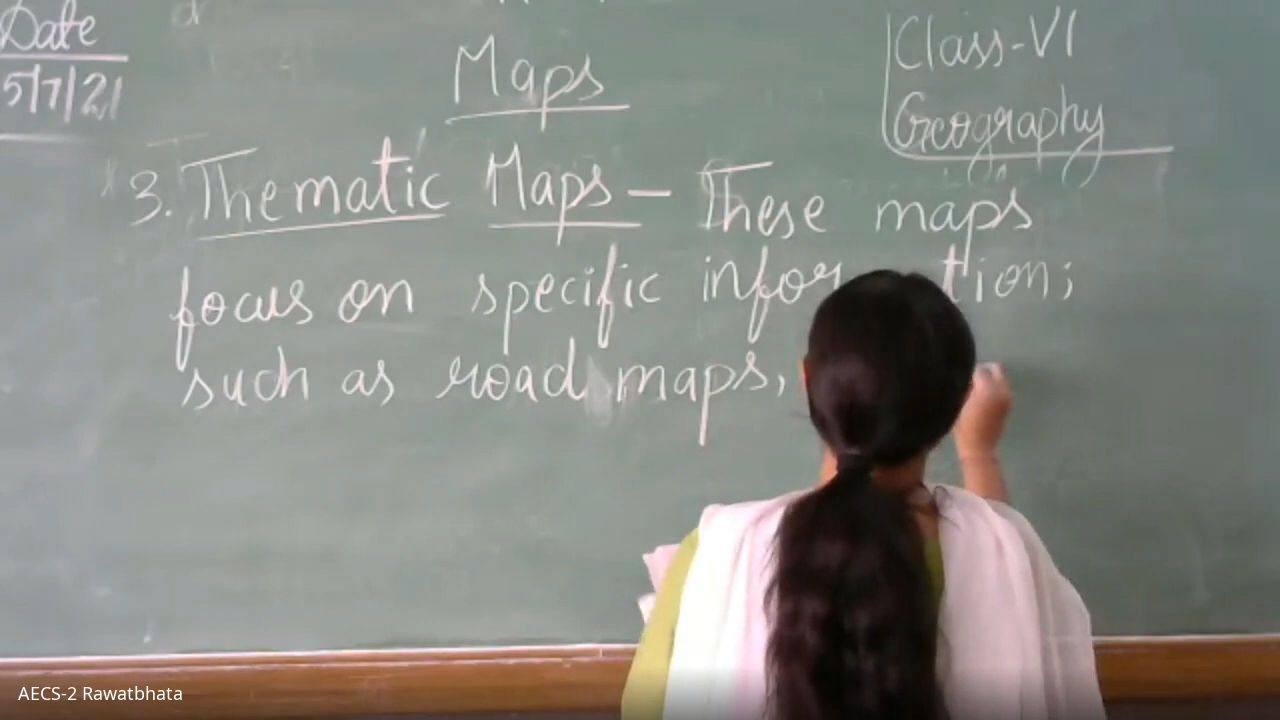 Date
5/7/21
Maps
Class-VI
Geography
3. Thematic Maps - These maps
focus on specific infor tion;
such as road maps,
AECS-2 Rawatbhata